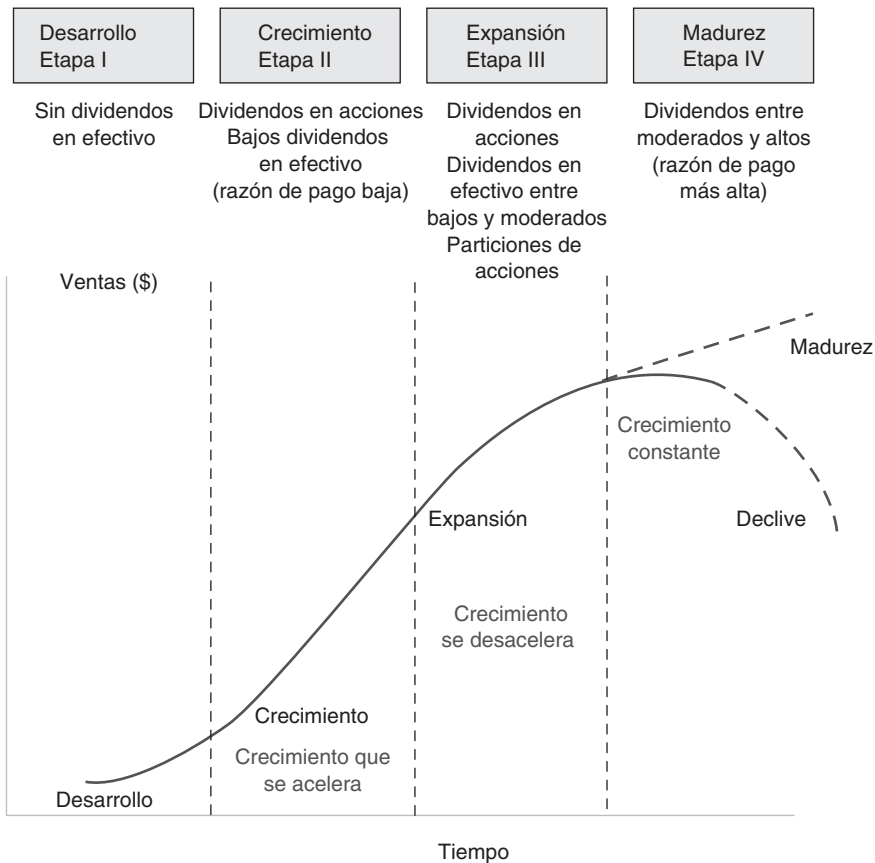 Desarrollo
Etapa I
Crecimiento
Etapa II
Expansión
Etapa III
Madurez
Etapa IV
Sin dividendos
en efectivo
Dividendos en acciones
Bajos dividendos
en efectivo
(razón de pago baja)
Dividendos en
acciones
Dividendos en
efectivo entre
bajos y moderados
Particiones de
acciones
Dividendos entre
moderados y altos
(razón de pago
más alta)
Ventas ($)
Madurez
Crecimiento
constante
Expansión
Declive
Crecimiento
se desacelera
Crecimiento
Crecimiento que
se acelera
Desarrollo
Tiempo